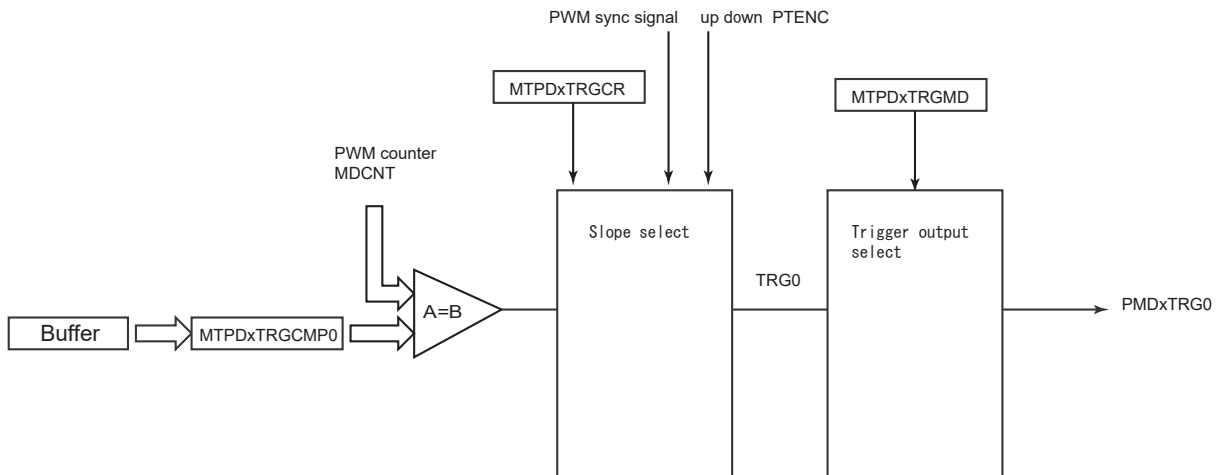 PWM sync signal
up down PTENC
MTPDxTRGCR
MTPDxTRGMD
PWM counter
MDCNT
Slope select
Trigger output
select
TRG0
A=B
PMDxTRG0
Buffer
MTPDxTRGCMP0